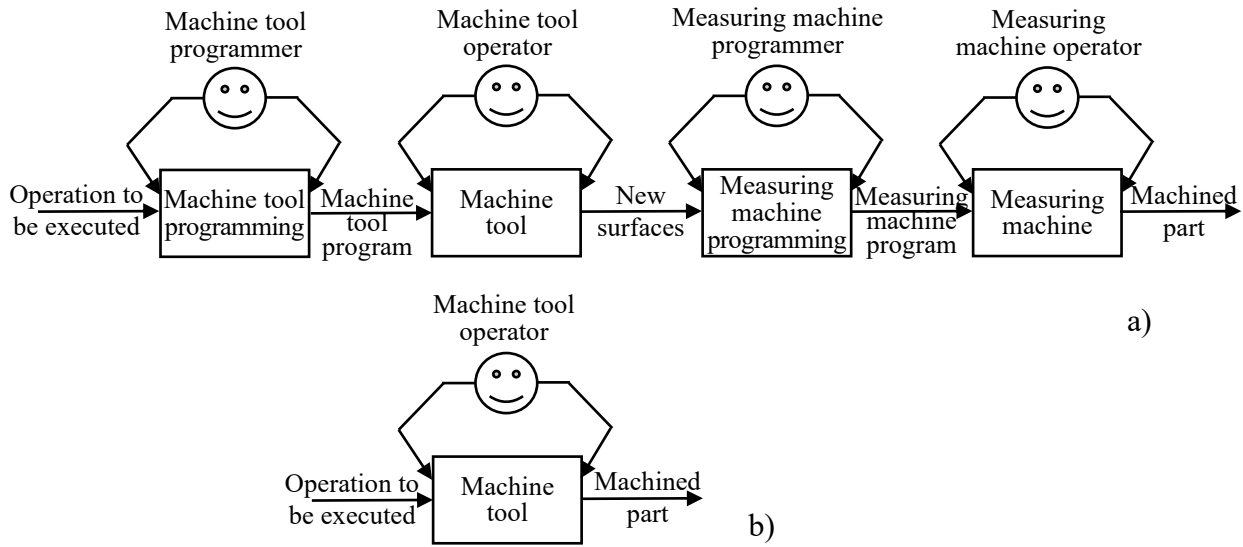 Machine tool
programmer
Machine tool
operator
Measuring machine
programmer
Measuring
machine operator
Operation to
be executed
Machine tool
programming
Machine
tool
program
Machine
tool
New
surfaces
Measuring
machine
programming
Measuring
machine
program
Measuring
machine
Machined
part
a)
Machine tool
operator
Operation to
be executed
Machine
tool
Machined
part
b)